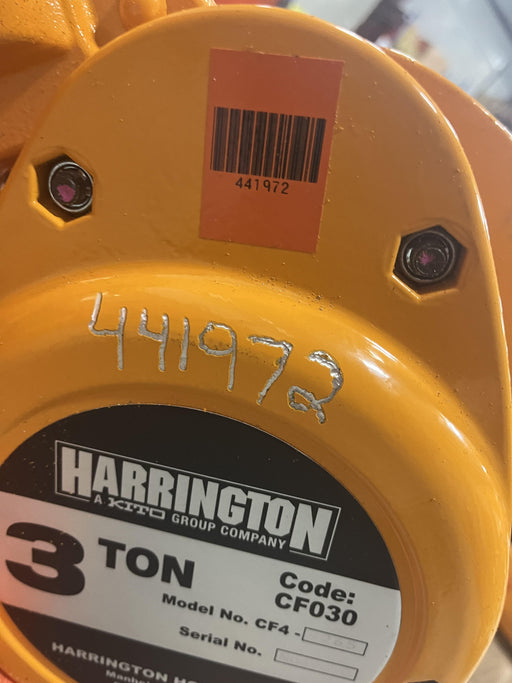 441972
441972
HARRINGTON
A KITO GROUP COMPANY
3 TON
Code:
CF030
Model No. CF4 -
Serial No.
HARRINGTON